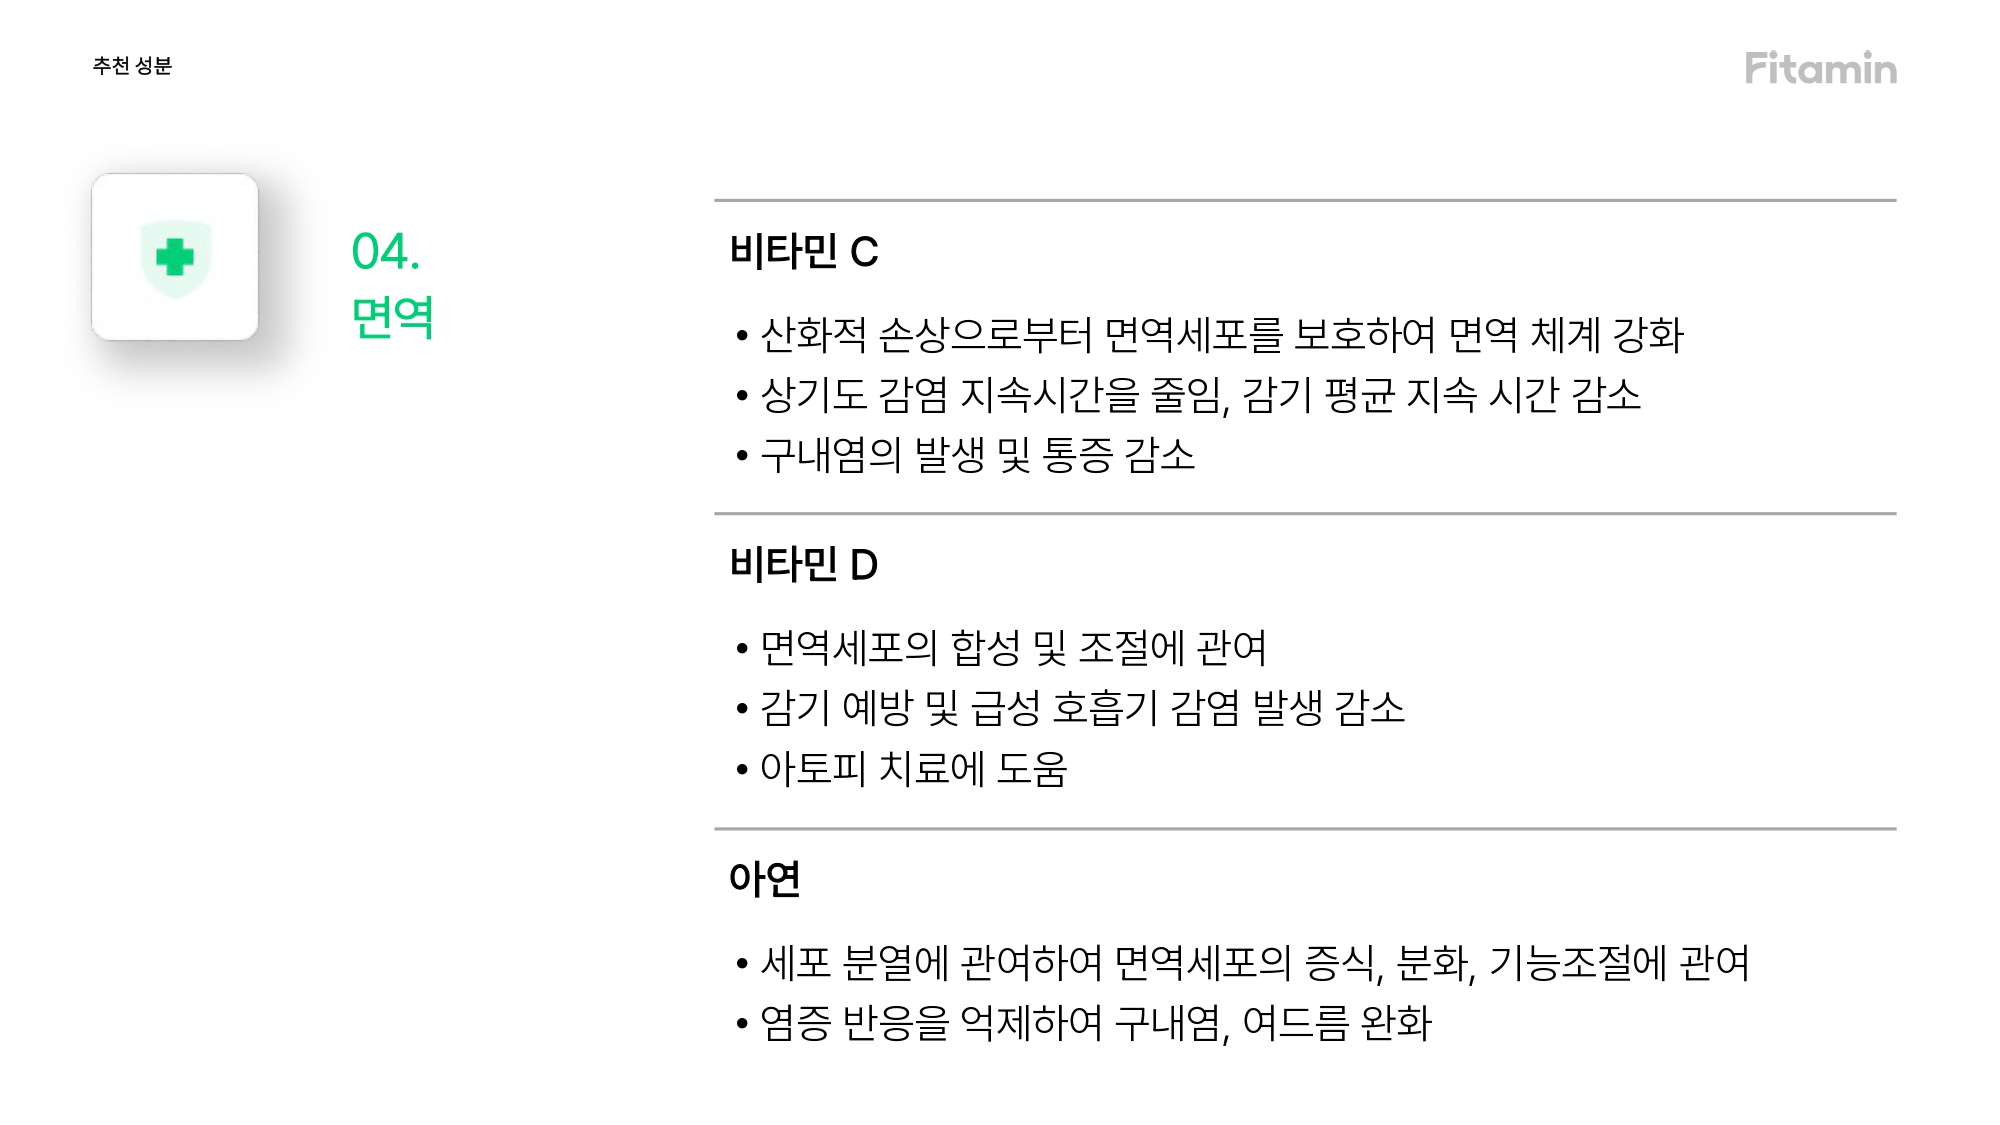 추천 성분
Fitamin
04.
면역
비타민 C
• 산화적 손상으로부터 면역세포를 보호하여 면역 체계 강화
• 상기도 감염 지속시간을 줄임, 감기 평균 지속 시간 감소
• 구내염의 발생 및 통증 감소
비타민 D
• 면역세포의 합성 및 조절에 관여
• 감기 예방 및 급성 호흡기 감염 발생 감소
• 아토피 치료에 도움
아연
• 세포 분열에 관여하여 면역세포의 증식, 분화, 기능조절에 관여
• 염증 반응을 억제하여 구내염, 여드름 완화